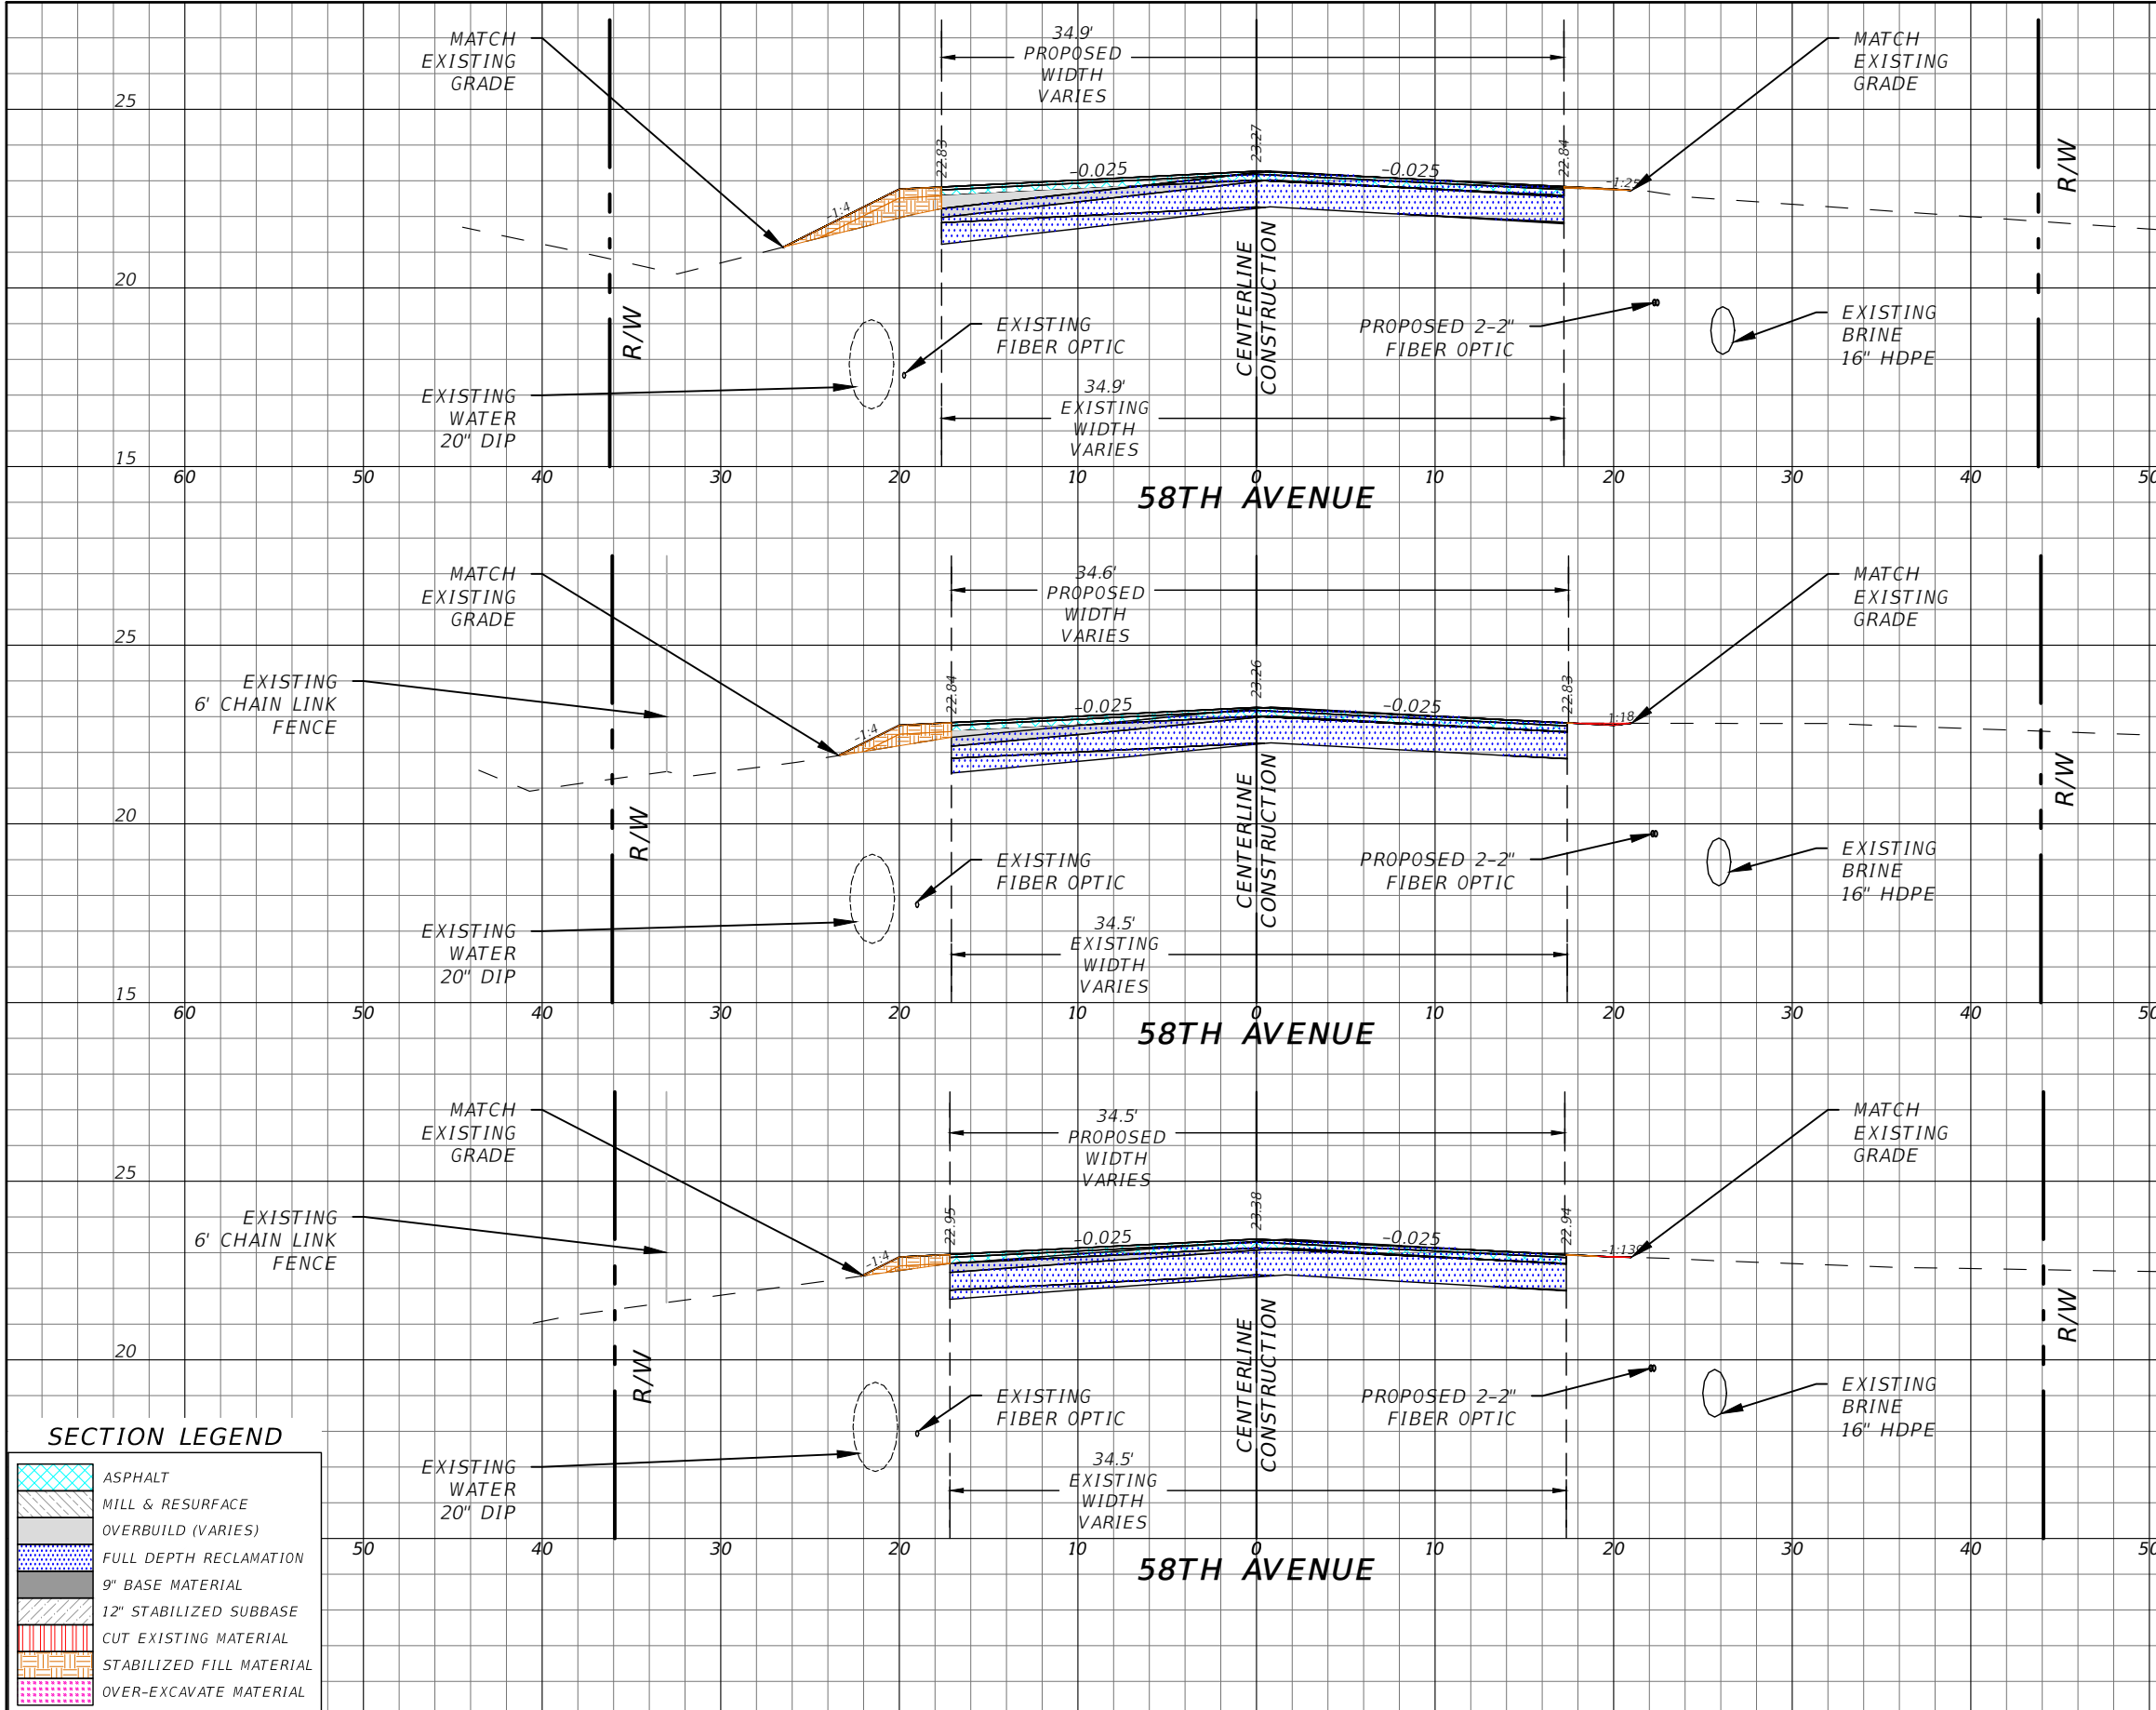 MATCH
EXISTING
GRADE
34.9'
PROPOSED
WIDTH
VARIES
MATCH
EXISTING
GRADE
25
22.83
23.27
22.84
R/W
-0.025
-0.025
-1:4
20
R/W
EXISTING
FIBER OPTIC
CENTERLINE
CONSTRUCTION
PROPOSED 2-2"
FIBER OPTIC
EXISTING
BRINE
16" HDPE
EXISTING
WATER
20" DIP
34.9'
EXISTING
WIDTH
VARIES
15
60 50 40 30 20 10 0 10 20 30 40 50
58TH AVENUE
MATCH
EXISTING
GRADE
34.6'
PROPOSED
WIDTH
VARIES
MATCH
EXISTING
GRADE
25
EXISTING
6' CHAIN LINK
FENCE
22.84
23.26
22.83
-0.025
-0.025
-1:4
R/W
20
R/W
EXISTING
FIBER OPTIC
CENTERLINE
CONSTRUCTION
PROPOSED 2-2"
FIBER OPTIC
EXISTING
BRINE
16" HDPE
EXISTING
WATER
20" DIP
34.5'
EXISTING
WIDTH
VARIES
15
60 50 40 30 20 10 0 10 20 30 40 50
58TH AVENUE
MATCH
EXISTING
GRADE
34.5'
PROPOSED
WIDTH
VARIES
MATCH
EXISTING
GRADE
25
EXISTING
6' CHAIN LINK
FENCE
22.95
23.38
22.94
-0.025
-0.025
-1:4
R/W
20
R/W
EXISTING
FIBER OPTIC
CENTERLINE
CONSTRUCTION
PROPOSED 2-2"
FIBER OPTIC
EXISTING
BRINE
16" HDPE
EXISTING
WATER
20" DIP
34.5'
EXISTING
WIDTH
VARIES
50 40 30 20 10 0 10 20 30 40 50
58TH AVENUE
SECTION LEGEND
ASPHALT
MILL & RESURFACE
OVERBUILD (VARIES)
FULL DEPTH RECLAMATION
9" BASE MATERIAL
12" STABILIZED SUBBASE
CUT EXISTING MATERIAL
STABILIZED FILL MATERIAL
OVER-EXCAVATE MATERIAL